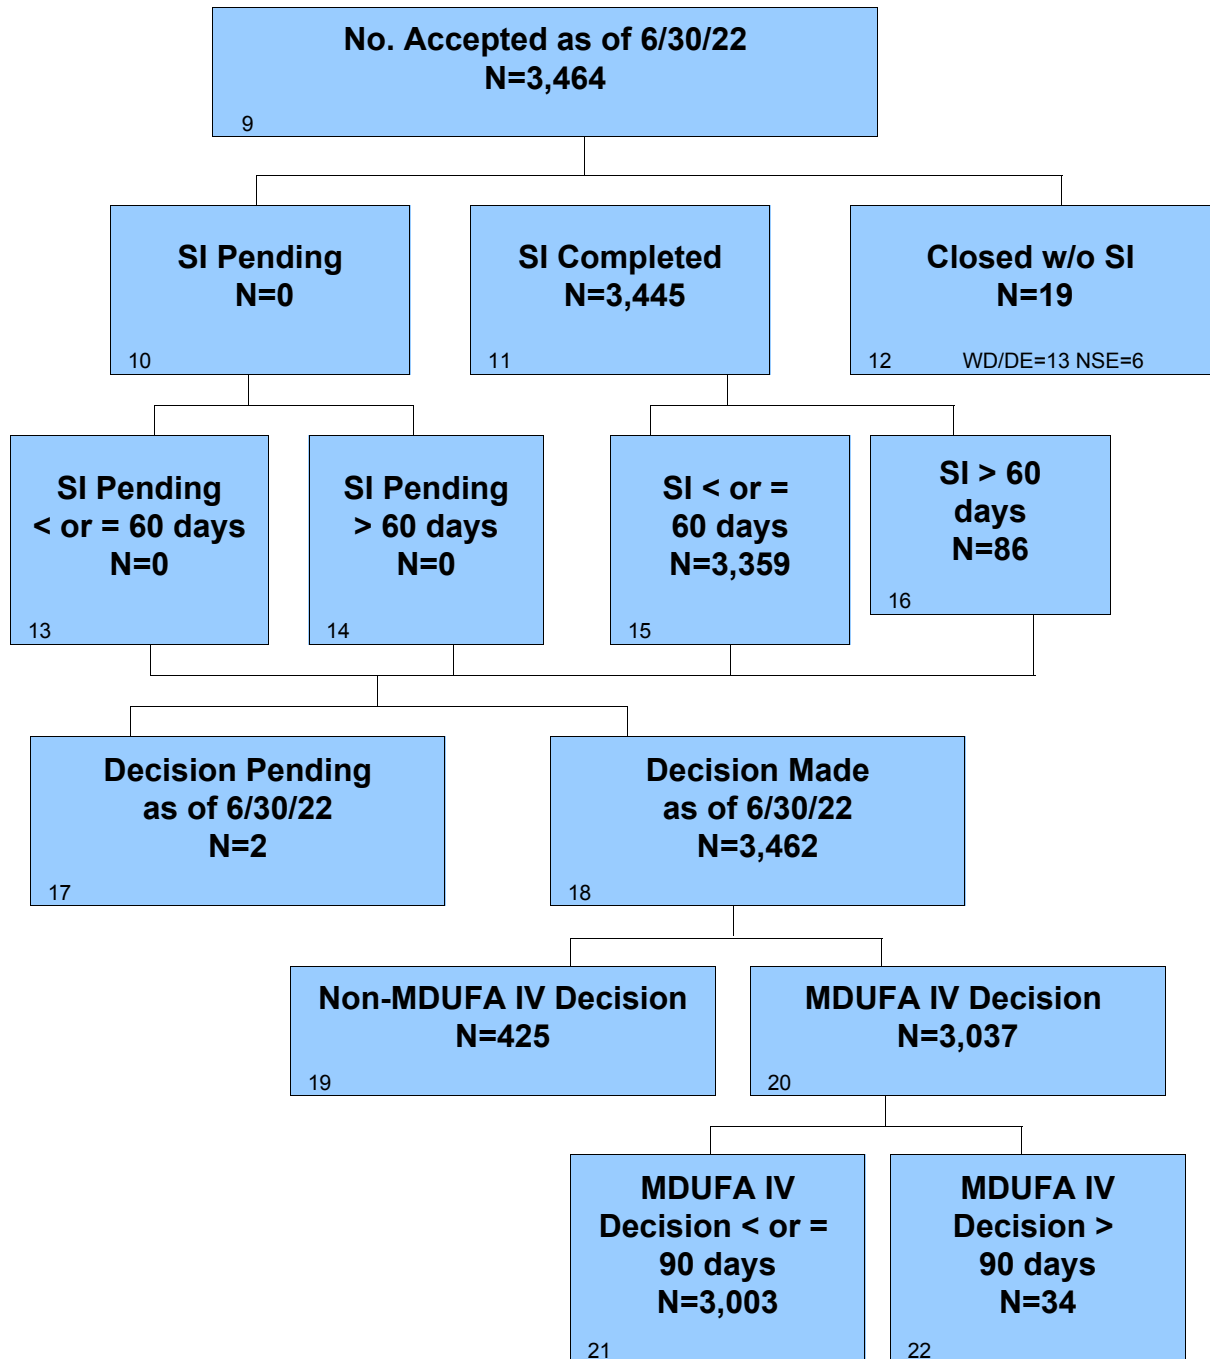 No. Accepted as of 6/30/22
N=3,464
9
SI Pending
N=0
10
SI Completed
N=3,445
11
Closed w/o SI
N=19
12 WD/DE=13 NSE=6
SI Pending
< or = 60 days
N=0
13
SI Pending
> 60 days
N=0
14
SI < or =
60 days
N=3,359
15
SI > 60
days
N=86
16
Decision Pending
as of 6/30/22
N=2
17
Decision Made
as of 6/30/22
N=3,462
18
Non-MDUFA IV Decision
N=425
19
MDUFA IV Decision
N=3,037
20
MDUFA IV
Decision < or =
90 days
N=3,003
21
MDUFA IV
Decision >
90 days
N=34
22